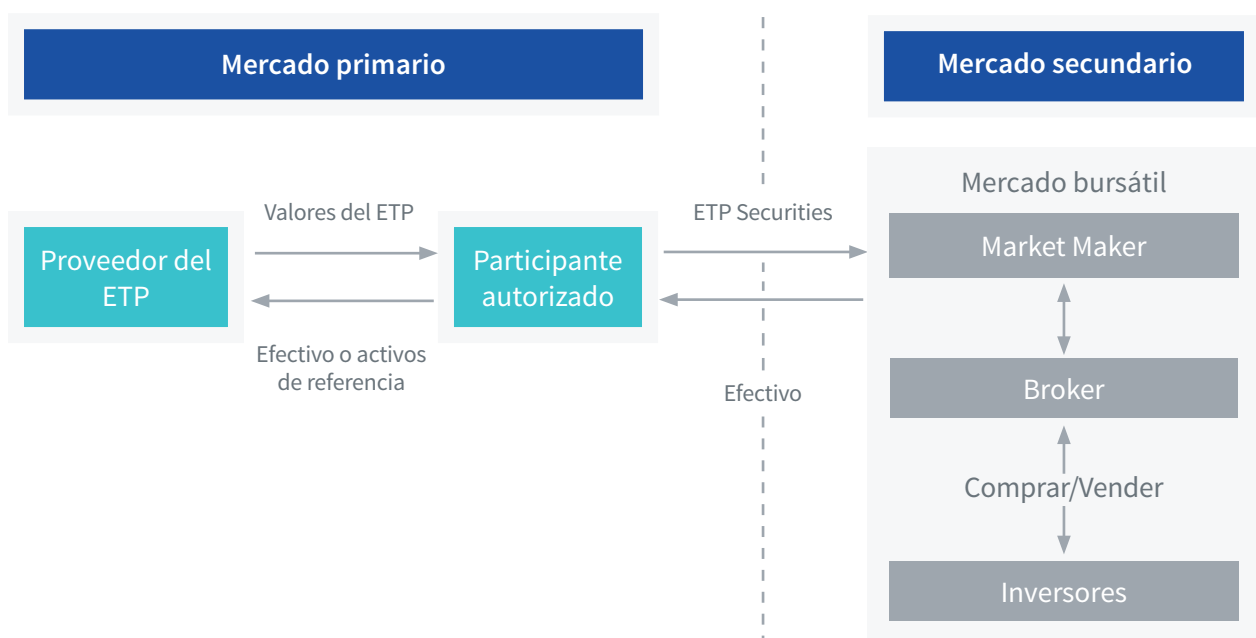 Mercado primario
Mercado secundario
Mercado bursátil
Valores del ETP
ETP Securities
Proveedor del
ETP
Participante
autorizado
Market Maker
Efectivo o activos
de referencia
Efectivo
Broker
Comprar/Vender
Inversores